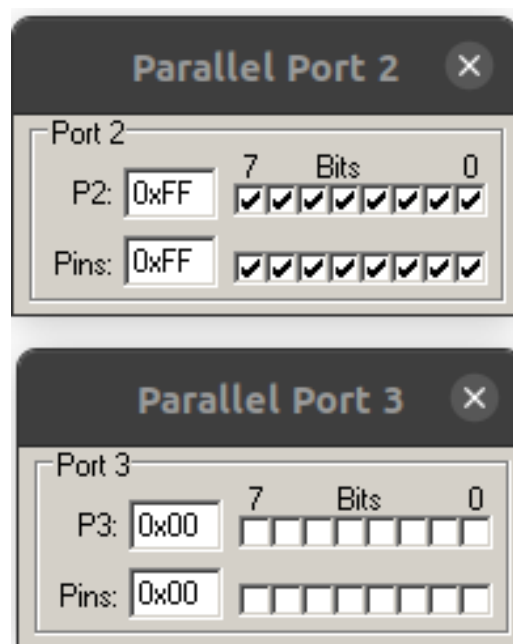 Parallel Port 2
Port 2
7 Bits 0
P2: 0xFF
Pins: 0xFF
Parallel Port 3
Port 3
7 Bits 0
P3: 0x00
Pins: 0x00